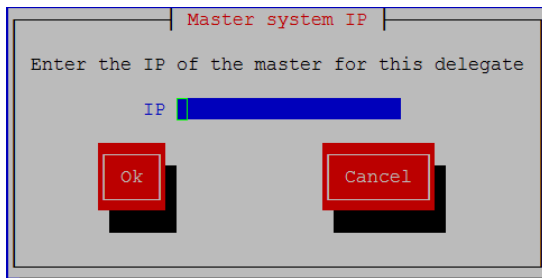 Master system IP
Enter the IP of the master for this delegate
IP
Ok
Cancel